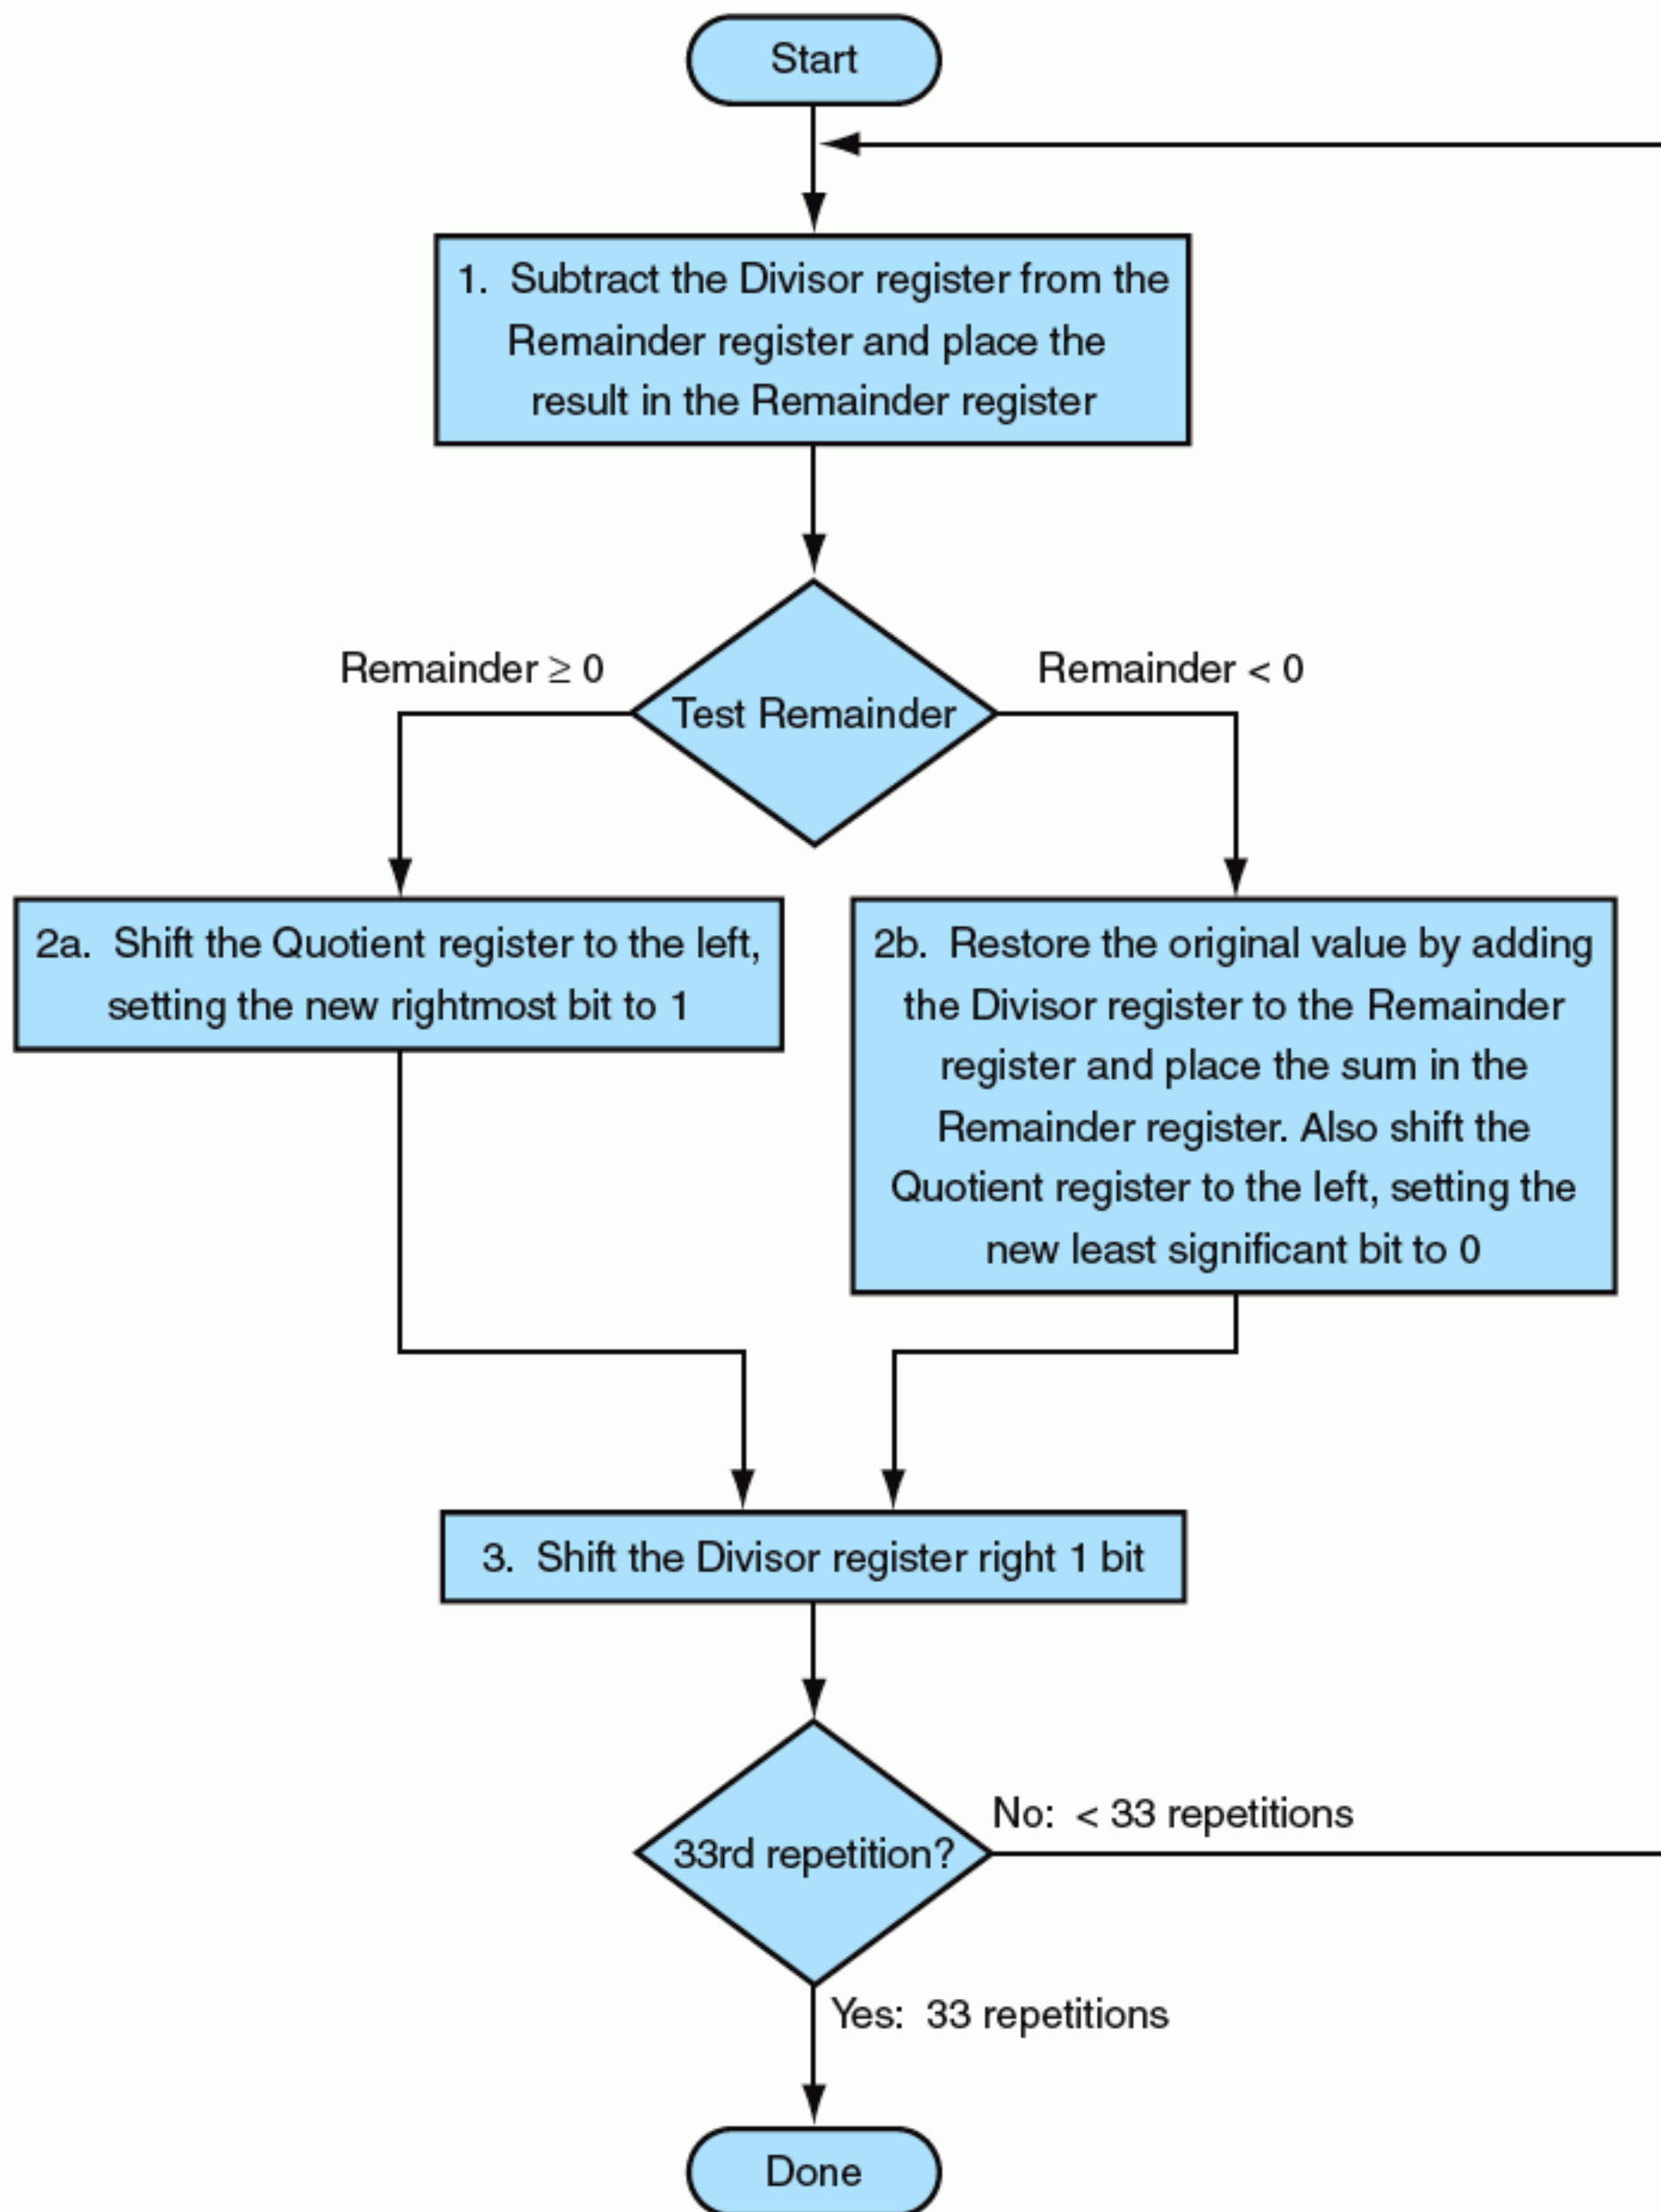 Start
1. Subtract the Divisor register from the
Remainder register and place the
result in the Remainder register
Remainder ≥ 0
Remainder < 0
Test Remainder
2a. Shift the Quotient register to the left,
setting the new rightmost bit to 1
2b. Restore the original value by adding
the Divisor register to the Remainder
register and place the sum in the
Remainder register. Also shift the
Quotient register to the left, setting the
new least significant bit to 0
3. Shift the Divisor register right 1 bit
No: < 33 repetitions
33rd repetition?
Yes: 33 repetitions
Done